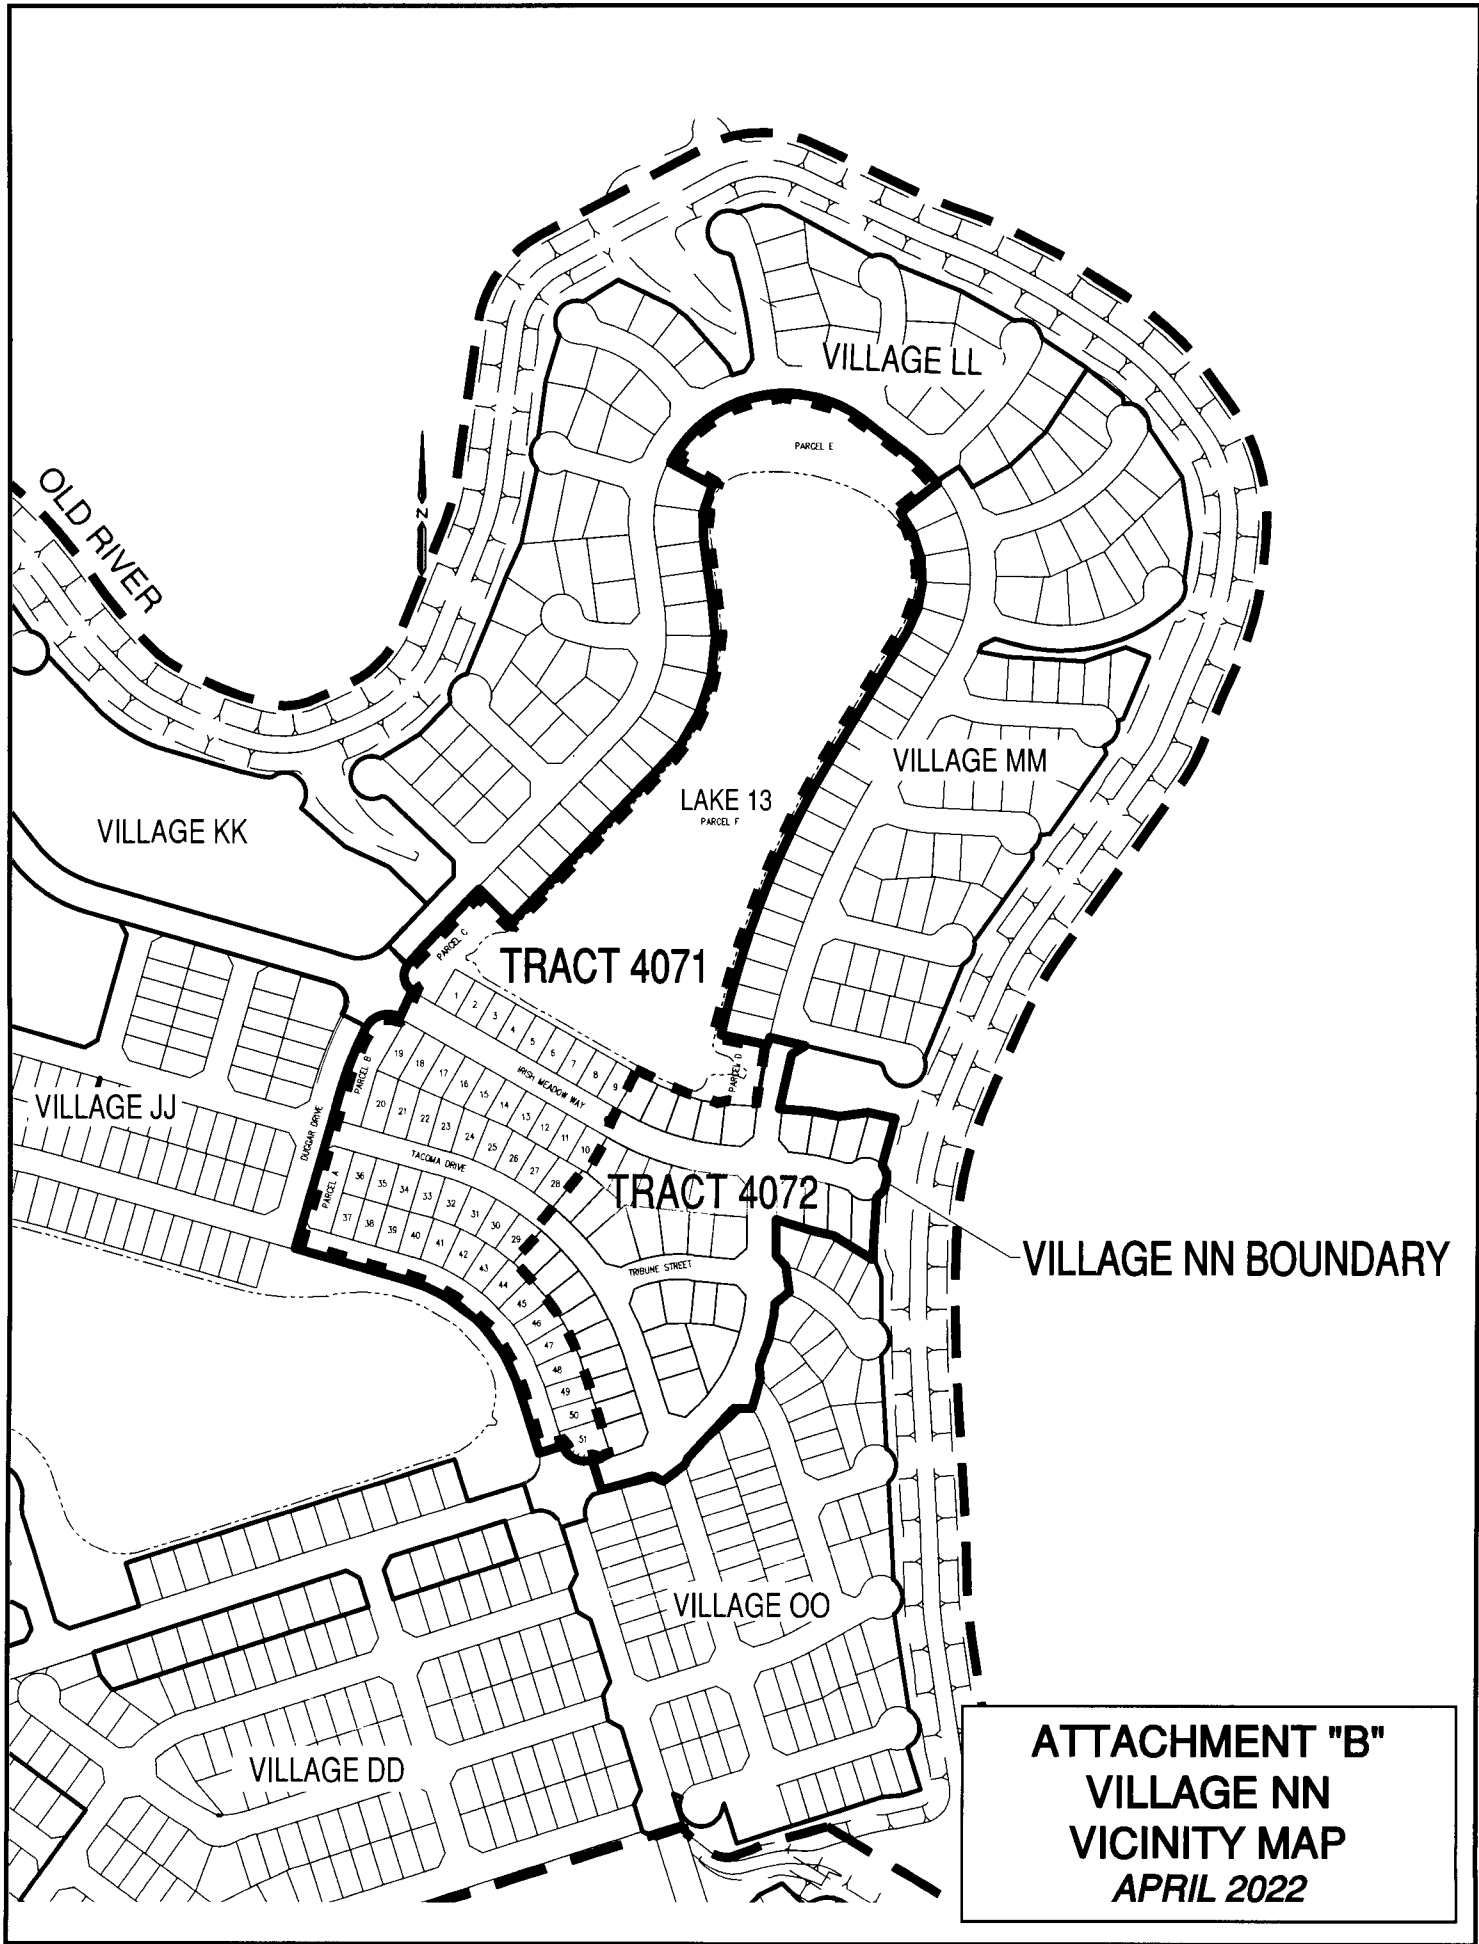 VILLAGE LL
PARCEL E
OLD RIVER
N
VILLAGE MM
LAKE 13
PARCEL F
VILLAGE KK
PARCEL C
TRACT 4071
1 2 3 4 5 6 7 8 9
IRISH MEADOW WAY
PARCEL D
PARCEL B
19 18 17 16 15 14 13 12 11 10
20 21 22 23 24 25 26 27 28
VILLAGE JJ
DUGGAR DRIVE
TACOMA DRIVE
PARCEL A
36 35 34 33 32 31 30 29
37 38 39 40 41 42 43 44 45 46 47 48 49 50 51
TRACT 4072
TRIBUNE STREET
VILLAGE NN BOUNDARY
VILLAGE OO
VILLAGE DD
ATTACHMENT "B"
VILLAGE NN
VICINITY MAP
APRIL 2022